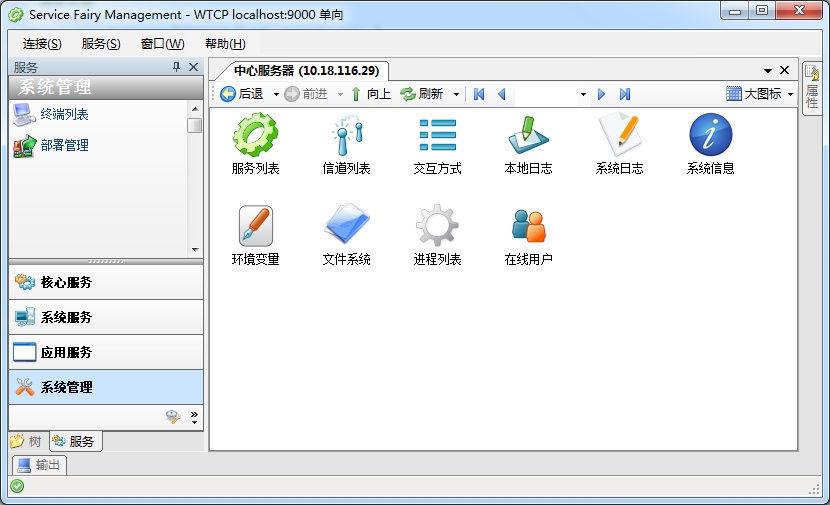 Service Fairy Management - WTCP localhost:9000 单向
连接(S) 服务(S) 窗口(W) 帮助(H)
服务
系统管理
终端列表
部署管理
核心服务
系统服务
应用服务
系统管理
树 服务
输出
中心服务器 (10.18.116.29)
后退 前进 向上 刷新 大图标
服务列表 信道列表 交互方式 本地日志 系统日志 系统信息
环境变量 文件系统 进程列表 在线用户
属性